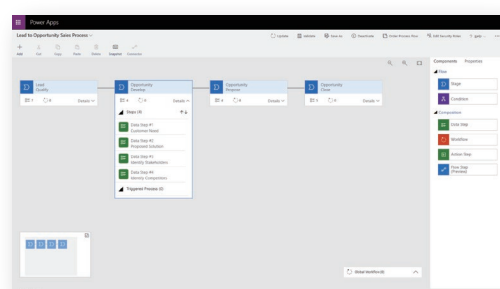 Power Apps
Lead to Opportunity Sales Process
Update Validate Save As Deactivate Order Process Flow Edit Security Roles Help
Add Cut Copy Paste Delete Snapshot Connector
Components Properties
Flow
Stage
Condition
Composition
Data Step
Workflow
Action Step
Flow Step
(Preview)
Lead
Qualify
Details
Opportunity
Develop
Details
Steps (4)
Data Step #1
Customer Need
Data Step #2
Proposed Solution
Data Step #3
Identify Stakeholders
Data Step #4
Identify Competitors
Triggered Process (0)
Opportunity
Propose
Details
Opportunity
Close
Details
Global Workflow (0)